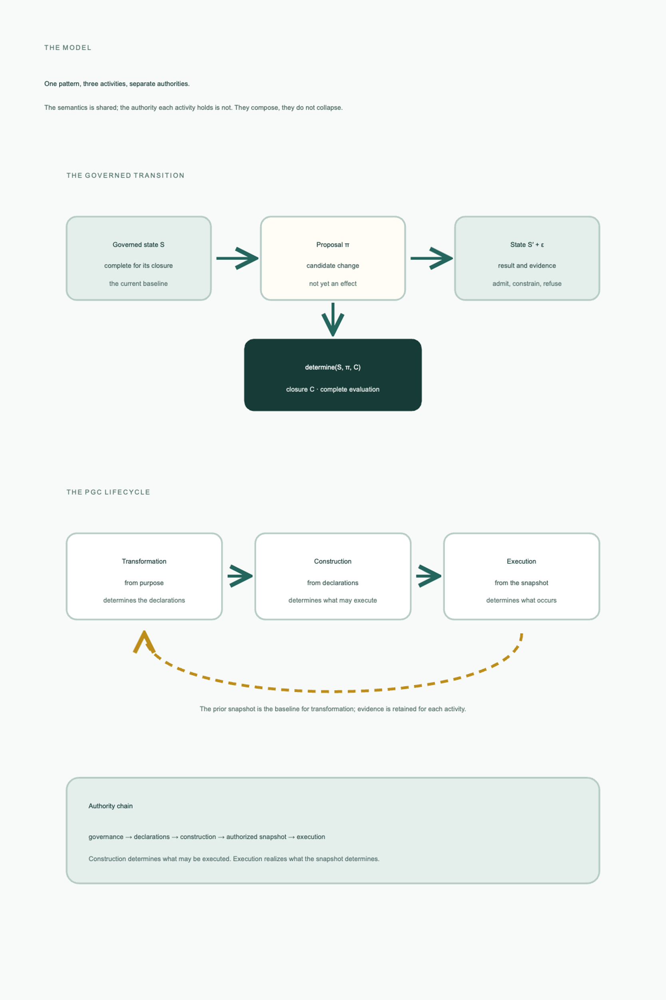 THE MODEL
One pattern, three activities, separate authorities.
The semantics is shared; the authority each activity holds is not. They compose, they do not collapse.
THE GOVERNED TRANSITION
Governed state S
complete for its closure
the current baseline
Proposal π
candidate change
not yet an effect
State S′ + ε
result and evidence
admit, constrain, refuse
determine(S, π, C)
closure C · complete evaluation
THE PGC LIFECYCLE
Transformation
from purpose
determines the declarations
Construction
from declarations
determines what may execute
Execution
from the snapshot
determines what occurs
The prior snapshot is the baseline for transformation; evidence is retained for each activity.
Authority chain
governance → declarations → construction → authorized snapshot → execution
Construction determines what may be executed. Execution realizes what the snapshot determines.